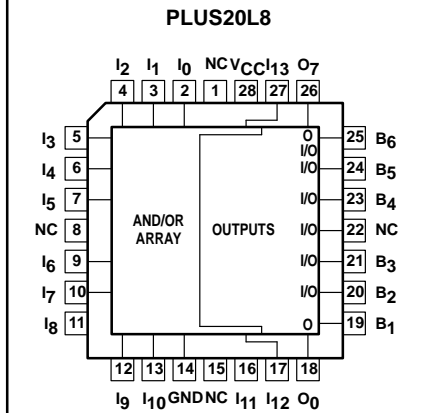 PLUS20L8
I2 I1 I0 NC VCC I13 O7
4 3 2 1 28 27 26
I3 5 O 25 B6
I/O
I4 6 I/O 24 B5
I5 7 I/O 23 B4
NC 8 AND/OR ARRAY OUTPUTS 22 NC
I6 9 I/O 21 B3
I7 10 I/O 20 B2
I8 11 O 19 B1
12 13 14 15 16 17 18
I9 I10 GND NC I11 I12 O0